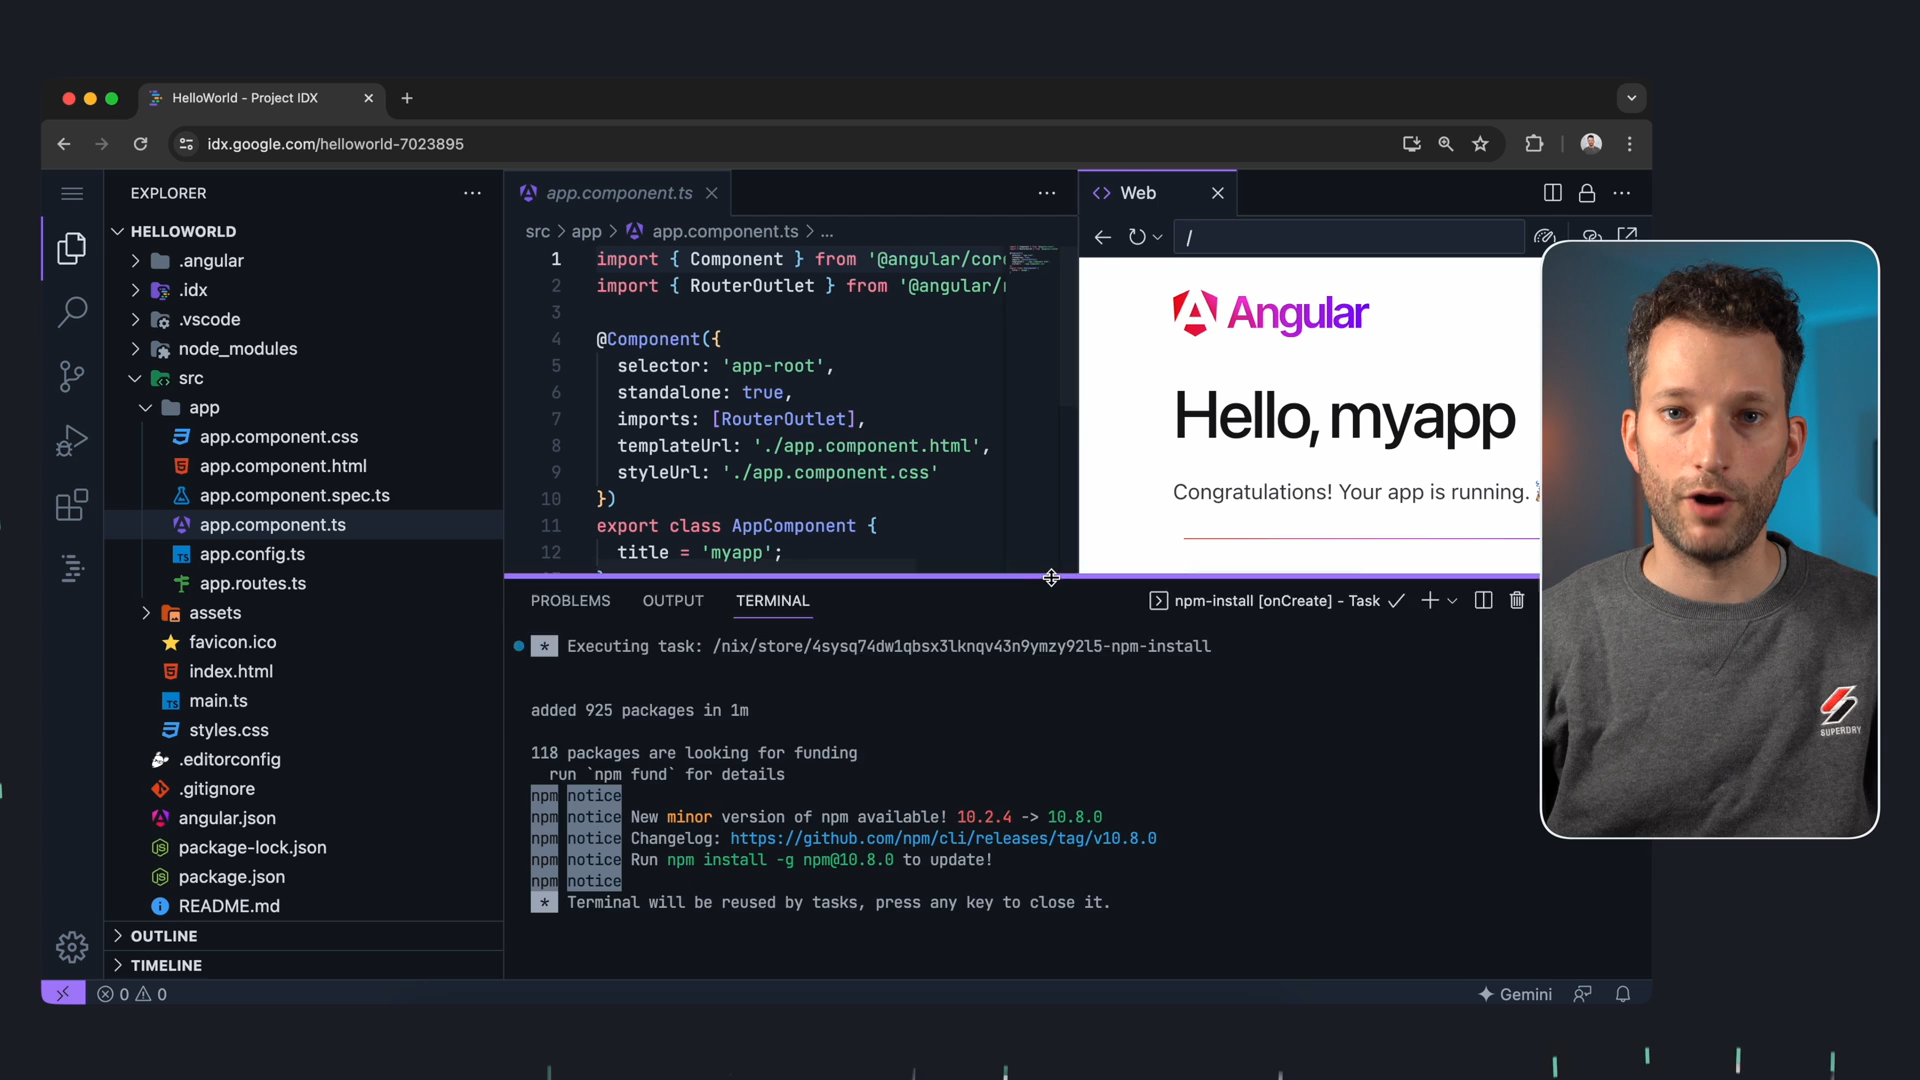 HelloWorld - Project IDX
idx.google.com/helloworld-7023895
EXPLORER
HELLOWORLD
.angular
.idx
.vscode
node_modules
src
app
app.component.css
app.component.html
app.component.spec.ts
app.component.ts
app.config.ts
app.routes.ts
assets
favicon.ico
index.html
main.ts
styles.css
.editorconfig
.gitignore
angular.json
package-lock.json
package.json
README.md
OUTLINE
TIMELINE
0 0
app.component.ts
src > app > app.component.ts > ...
1 import { Component } from '@angular/cor
2 import { RouterOutlet } from '@angular/
3
4 @Component({
5 selector: 'app-root',
6 standalone: true,
7 imports: [RouterOutlet],
8 templateUrl: './app.component.html',
9 styleUrl: './app.component.css'
10 })
11 export class AppComponent {
12 title = 'myapp';
Web
/
Angular
Hello, myapp
Congratulations! Your app is running.
PROBLEMS OUTPUT TERMINAL
npm-install [onCreate] - Task
* Executing task: /nix/store/4sysq74dw1qbsx3lknqv43n9ymzy92l5-npm-install
added 925 packages in 1m
118 packages are looking for funding
run `npm fund` for details
npm notice
npm notice New minor version of npm available! 10.2.4 -> 10.8.0
npm notice Changelog: https://github.com/npm/cli/releases/tag/v10.8.0
npm notice Run npm install -g npm@10.8.0 to update!
npm notice
* Terminal will be reused by tasks, press any key to close it.
Gemini
SUPERDRY